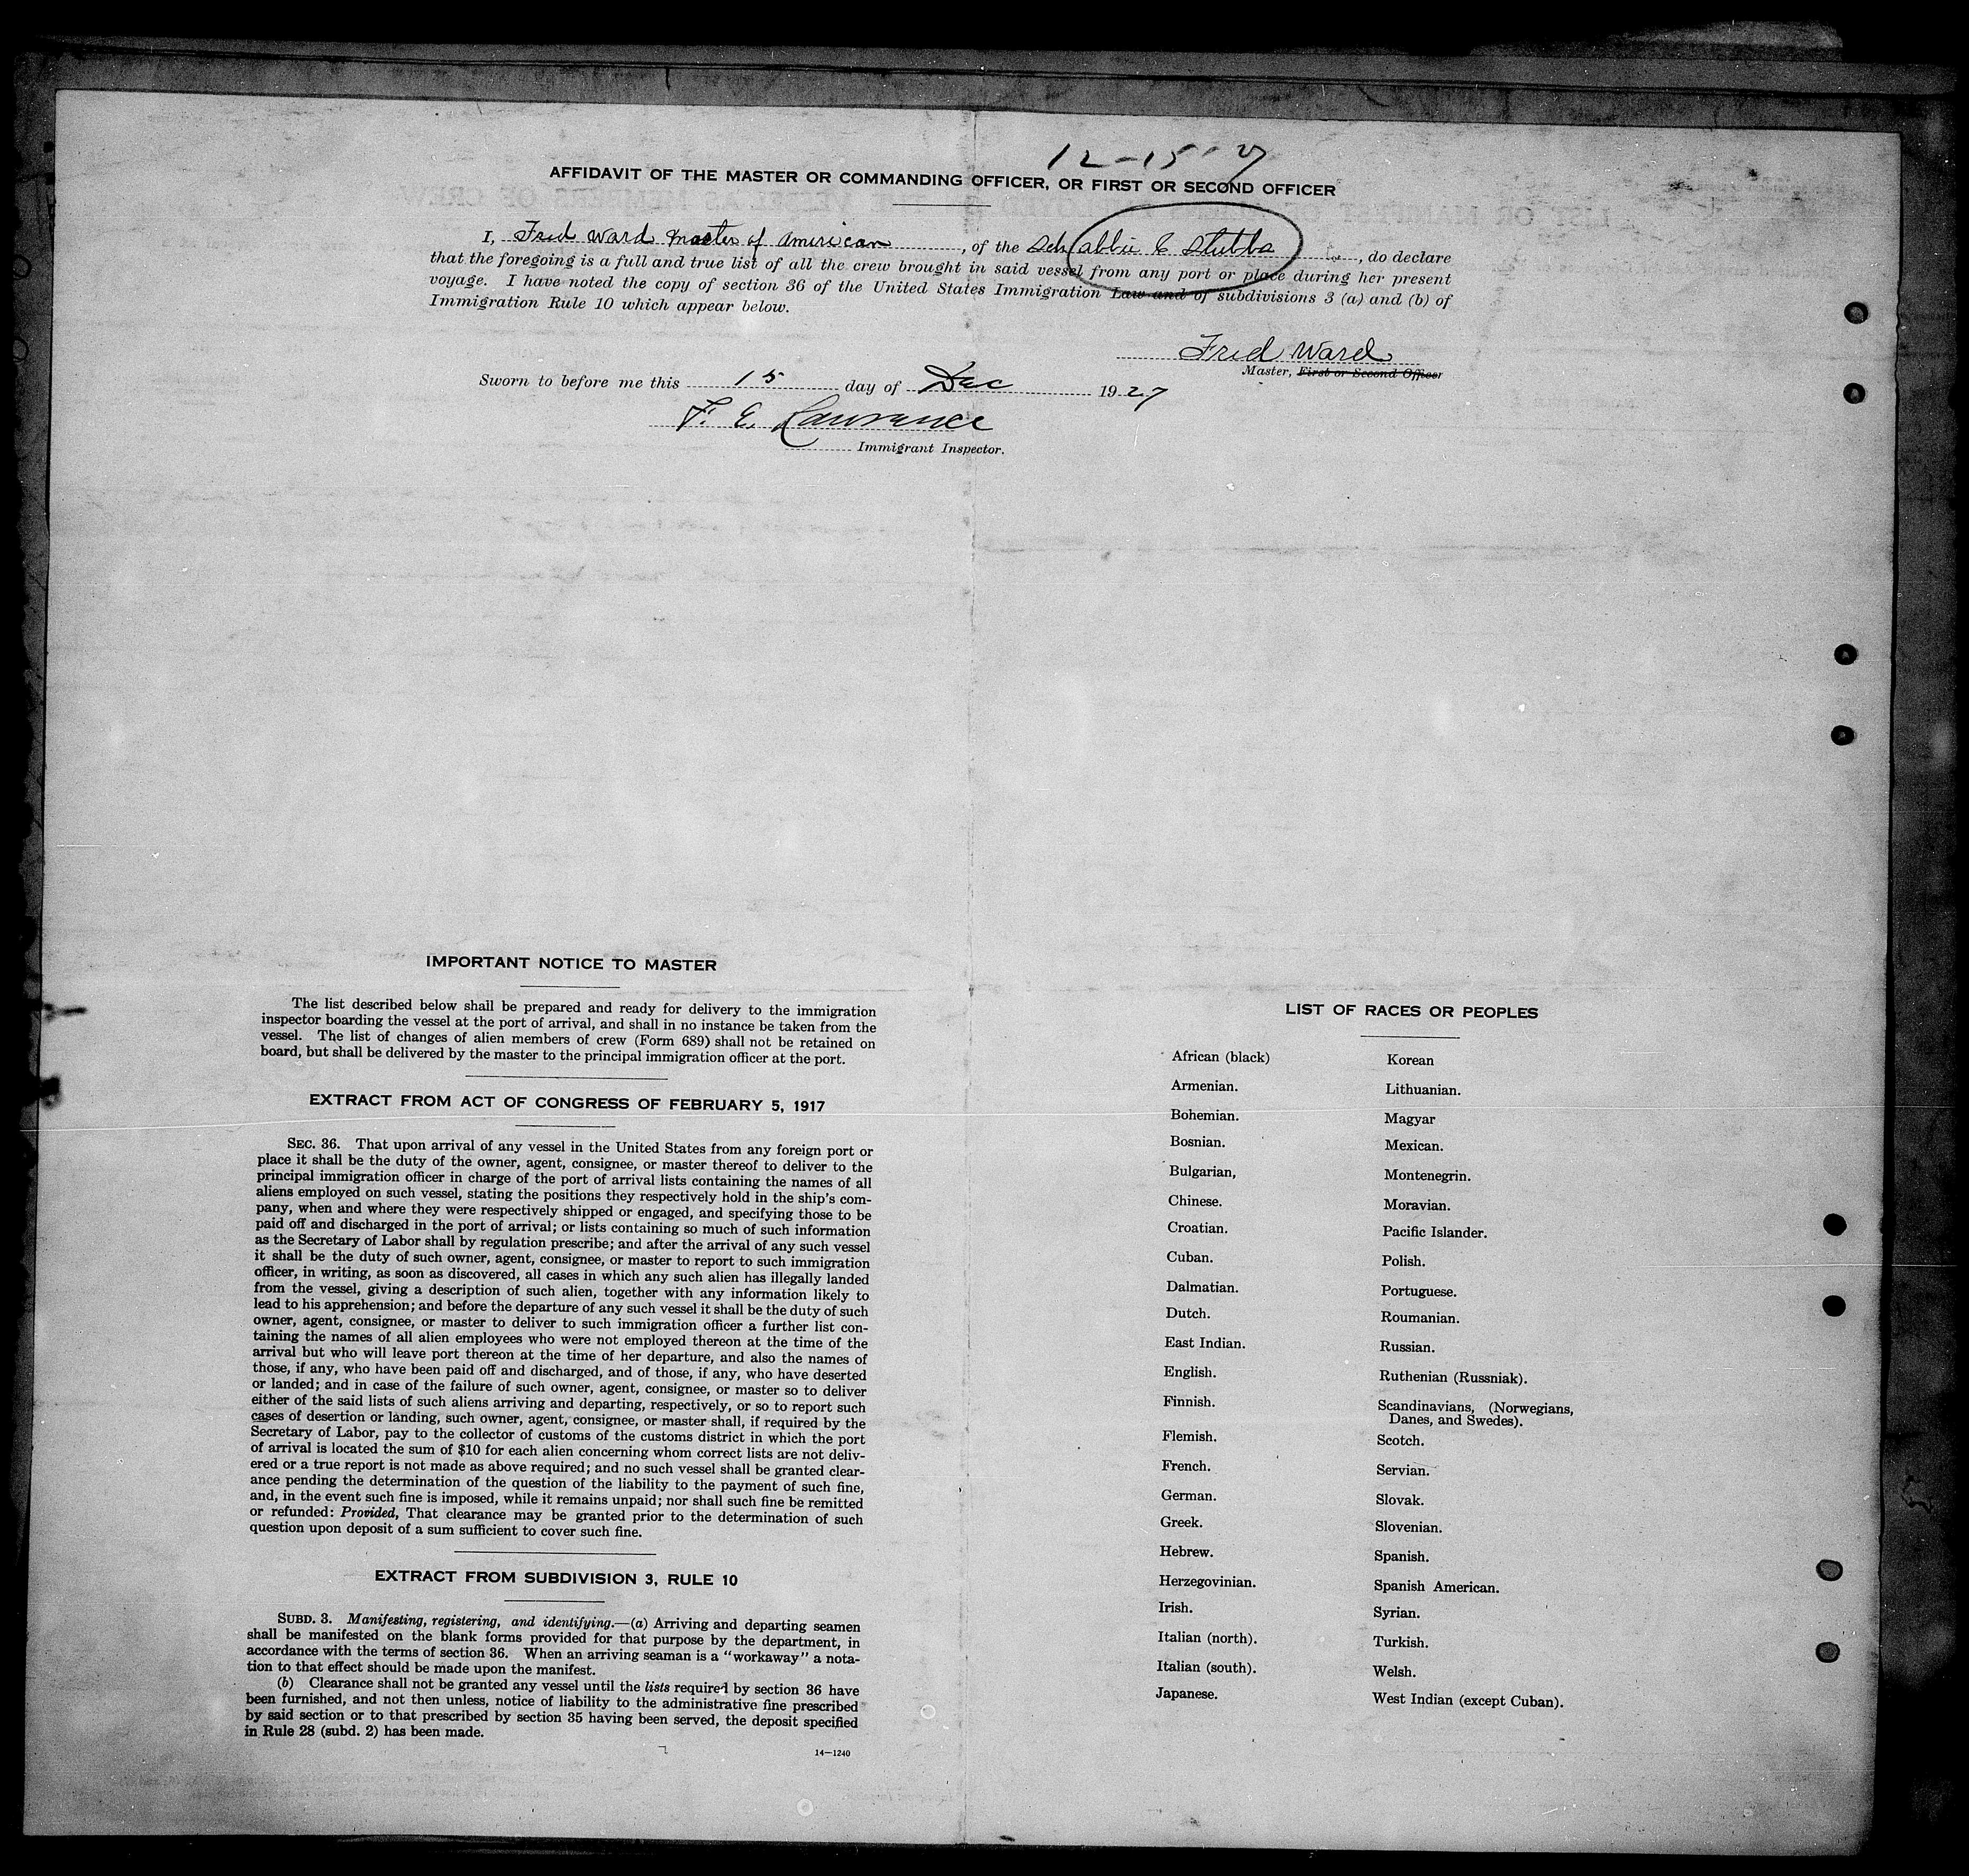 12-15-27
AFFIDAVIT OF THE MASTER OR COMMANDING OFFICER, OR FIRST OR SECOND OFFICER
I, Fred Ward Master of American, of the Sch abbie C Stubbs, do declare
that the foregoing is a full and true list of all the crew brought in said vessel from any port or place during her present
voyage. I have noted the copy of section 36 of the United States Immigration Law and of subdivisions 3 (a) and (b) of
Immigration Rule 10 which appear below.
Fred Ward
Master, First or Second Officer
Sworn to before me this 15 day of Dec 1927
F. E. Lawrance
Immigrant Inspector.
IMPORTANT NOTICE TO MASTER
The list described below shall be prepared and ready for delivery to the immigration
inspector boarding the vessel at the port of arrival, and shall in no instance be taken from the
vessel. The list of changes of alien members of crew (Form 689) shall not be retained on
board, but shall be delivered by the master to the principal immigration officer at the port.
EXTRACT FROM ACT OF CONGRESS OF FEBRUARY 5, 1917
SEC. 36. That upon arrival of any vessel in the United States from any foreign port or
place it shall be the duty of the owner, agent, consignee, or master thereof to deliver to the
principal immigration officer in charge of the port of arrival lists containing the names of all
aliens employed on such vessel, stating the positions they respectively hold in the ship's com-
pany, when and where they were respectively shipped or engaged, and specifying those to be
paid off and discharged in the port of arrival; or lists containing so much of such information
as the Secretary of Labor shall by regulation prescribe; and after the arrival of any such vessel
it shall be the duty of such owner, agent, consignee, or master to report to such immigration
officer, in writing, as soon as discovered, all cases in which any such alien has illegally landed
from the vessel, giving a description of such alien, together with any information likely to
lead to his apprehension; and before the departure of any such vessel it shall be the duty of such
owner, agent, consignee, or master to deliver to such immigration officer a further list con-
taining the names of all alien employees who were not employed thereon at the time of the
arrival but who will leave port thereon at the time of her departure, and also the names of
those, if any, who have been paid off and discharged, and of those, if any, who have deserted
or landed; and in case of the failure of such owner, agent, consignee, or master so to deliver
either of the said lists of such aliens arriving and departing, respectively, or so to report such
cases of desertion or landing, such owner, agent, consignee, or master shall, if required by the
Secretary of Labor, pay to the collector of customs of the customs district in which the port
of arrival is located the sum of $10 for each alien concerning whom correct lists are not deliv-
ered or a true report is not made as above required; and no such vessel shall be granted clear-
ance pending the determination of the question of the liability to the payment of such fine,
and, in the event such fine is imposed, while it remains unpaid; nor shall such fine be remitted
or refunded: Provided, That clearance may be granted prior to the determination of such
question upon deposit of a sum sufficient to cover such fine.
EXTRACT FROM SUBDIVISION 3, RULE 10
SUBD. 3. Manifesting, registering, and identifying.—(a) Arriving and departing seamen
shall be manifested on the blank forms provided for that purpose by the department, in
accordance with the terms of section 36. When an arriving seaman is a "workaway" a nota-
tion to that effect should be made upon the manifest.
(b) Clearance shall not be granted any vessel until the lists required by section 36 have
been furnished, and not then unless, notice of liability to the administrative fine prescribed
by said section or to that prescribed by section 35 having been served, the deposit specified
in Rule 28 (subd. 2) has been made.
14—1240
LIST OF RACES OR PEOPLES
African (black)
Armenian.
Bohemian.
Bosnian.
Bulgarian,
Chinese.
Croatian.
Cuban.
Dalmatian.
Dutch.
East Indian.
English.
Finnish.
Flemish.
French.
German.
Greek.
Hebrew.
Herzegovinian.
Irish.
Italian (north).
Italian (south).
Japanese.
Korean
Lithuanian.
Magyar
Mexican.
Montenegrin.
Moravian.
Pacific Islander.
Polish.
Portuguese.
Roumanian.
Russian.
Ruthenian (Russniak).
Scandinavians, (Norwegians,
Danes, and Swedes).
Scotch.
Servian.
Slovak.
Slovenian.
Spanish.
Spanish American.
Syrian.
Turkish.
Welsh.
West Indian (except Cuban).